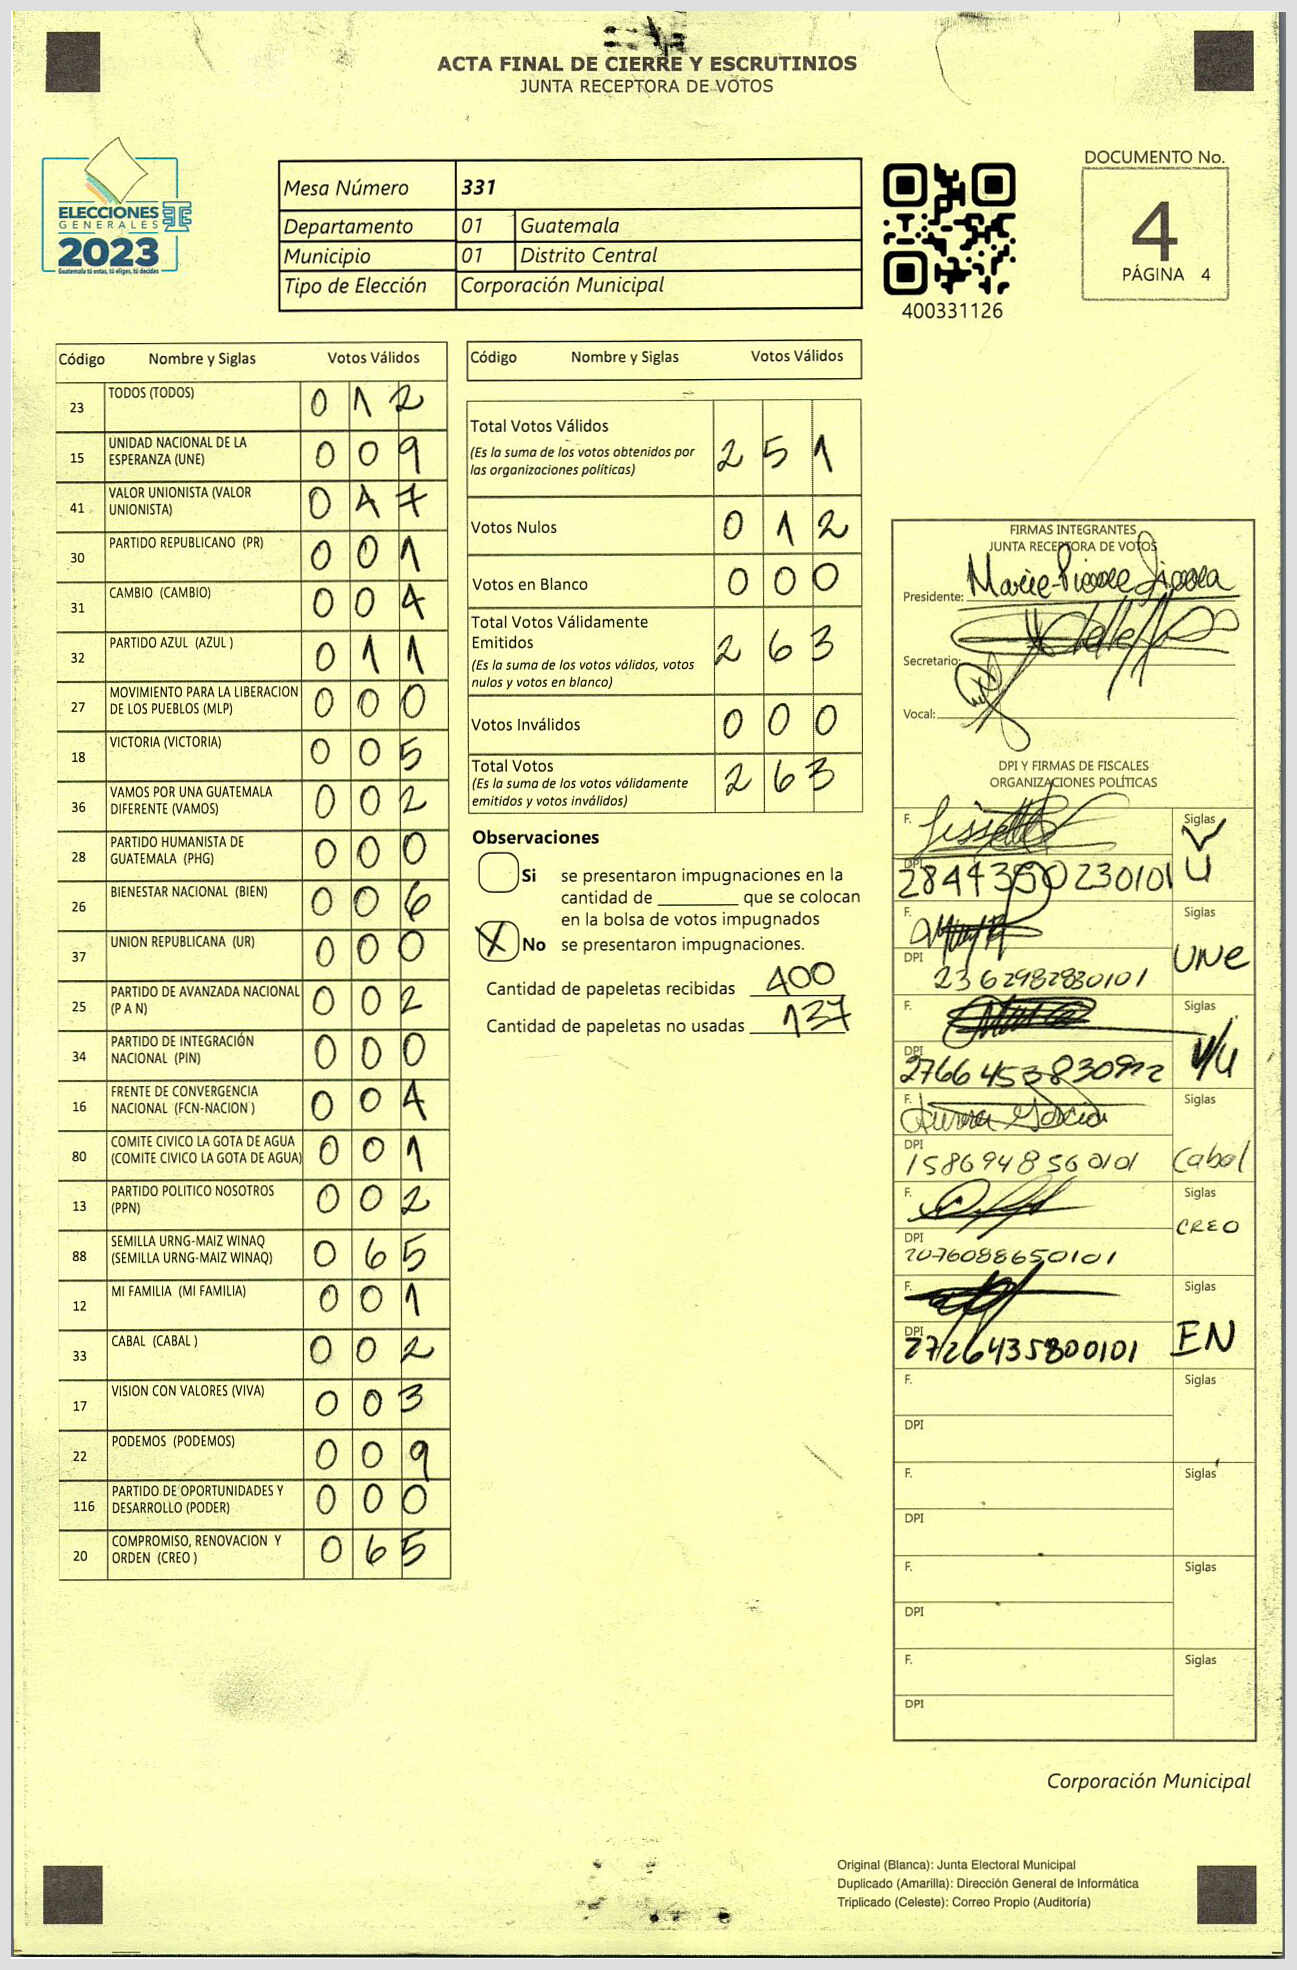 ACTA FINAL DE CIERRE Y ESCRUTINIOS
JUNTA RECEPTORA DE VOTOS
ELECCIONES
GENERALES
2023
Guatemala tú entas, tú eliges, tú decides
Mesa Número 331
Departamento 01 Guatemala
Municipio 01 Distrito Central
Tipo de Elección Corporación Municipal
400331126
DOCUMENTO No.
4
PÁGINA 4
Código Nombre y Siglas Votos Válidos
23 TODOS (TODOS) 0 1 2
15 UNIDAD NACIONAL DE LA
ESPERANZA (UNE) 0 0 9
41 VALOR UNIONISTA (VALOR
UNIONISTA) 0 4 7
30 PARTIDO REPUBLICANO (PR) 0 0 1
31 CAMBIO (CAMBIO) 0 0 4
32 PARTIDO AZUL (AZUL ) 0 1 1
27 MOVIMIENTO PARA LA LIBERACION
DE LOS PUEBLOS (MLP) 0 0 0
18 VICTORIA (VICTORIA) 0 0 5
36 VAMOS POR UNA GUATEMALA
DIFERENTE (VAMOS) 0 0 2
28 PARTIDO HUMANISTA DE
GUATEMALA (PHG) 0 0 0
26 BIENESTAR NACIONAL (BIEN) 0 0 6
37 UNION REPUBLICANA (UR) 0 0 0
25 PARTIDO DE AVANZADA NACIONAL
(P A N) 0 0 2
34 PARTIDO DE INTEGRACIÓN
NACIONAL (PIN) 0 0 0
16 FRENTE DE CONVERGENCIA
NACIONAL (FCN-NACION ) 0 0 4
80 COMITE CIVICO LA GOTA DE AGUA
(COMITE CIVICO LA GOTA DE AGUA) 0 0 1
13 PARTIDO POLITICO NOSOTROS
(PPN) 0 0 2
88 SEMILLA URNG-MAIZ WINAQ
(SEMILLA URNG-MAIZ WINAQ) 0 6 5
12 MI FAMILIA (MI FAMILIA) 0 0 1
33 CABAL (CABAL ) 0 0 2
17 VISION CON VALORES (VIVA) 0 0 3
22 PODEMOS (PODEMOS) 0 0 9
116 PARTIDO DE OPORTUNIDADES Y
DESARROLLO (PODER) 0 0 0
20 COMPROMISO, RENOVACION Y
ORDEN (CREO ) 0 6 5
Código Nombre y Siglas Votos Válidos
Total Votos Válidos 2 5 1
(Es la suma de los votos obtenidos por
las organizaciones políticas)
Votos Nulos 0 1 2
Votos en Blanco 0 0 0
Total Votos Válidamente
Emitidos 2 6 3
(Es la suma de los votos válidos, votos
nulos y votos en blanco)
Votos Inválidos 0 0 0
Total Votos 2 6 3
(Es la suma de los votos válidamente
emitidos y votos inválidos)
Observaciones
Si se presentaron impugnaciones en la
cantidad de ________ que se colocan
en la bolsa de votos impugnados
X No se presentaron impugnaciones.
Cantidad de papeletas recibidas 400
Cantidad de papeletas no usadas 137
FIRMAS INTEGRANTES
JUNTA RECEPTORA DE VOTOS
Presidente:
Secretario:
Vocal:
DPI Y FIRMAS DE FISCALES
ORGANIZACIONES POLÍTICAS
F. Siglas
DPI VU
F. Siglas
DPI 2362982830101 UNE
F. Siglas
DPI V/U
F. Siglas
DPI 1586948560101 Cabal
F. Siglas
DPI 2076088650101 CREO
F. Siglas
DPI 2726435800101 EN
F. Siglas
DPI
F. Siglas
DPI
F. Siglas
DPI
F. Siglas
DPI
Corporación Municipal
Original (Blanca): Junta Electoral Municipal
Duplicado (Amarilla): Dirección General de Informática
Triplicado (Celeste): Correo Propio (Auditoría)